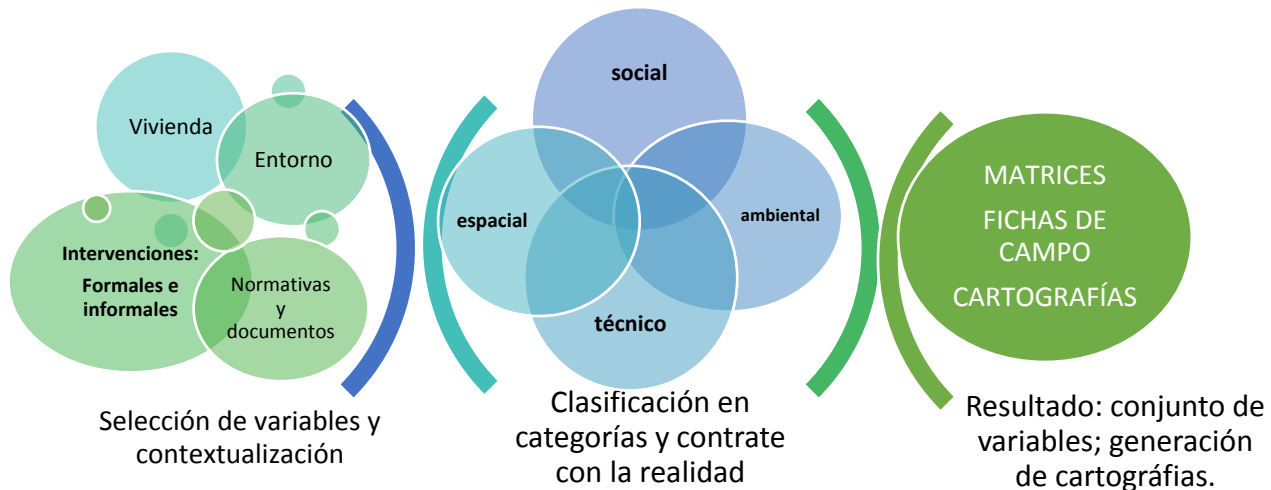 Vivienda
Entorno
Intervenciones:
Formales e
informales
Normativas
y
documentos
Selección de variables y
contextualización
social
espacial
ambiental
técnico
Clasificación en
categorías y contrate
con la realidad
MATRICES
FICHAS DE
CAMPO
CARTOGRAFÍAS
Resultado: conjunto de
variables; generación
de cartográfias.